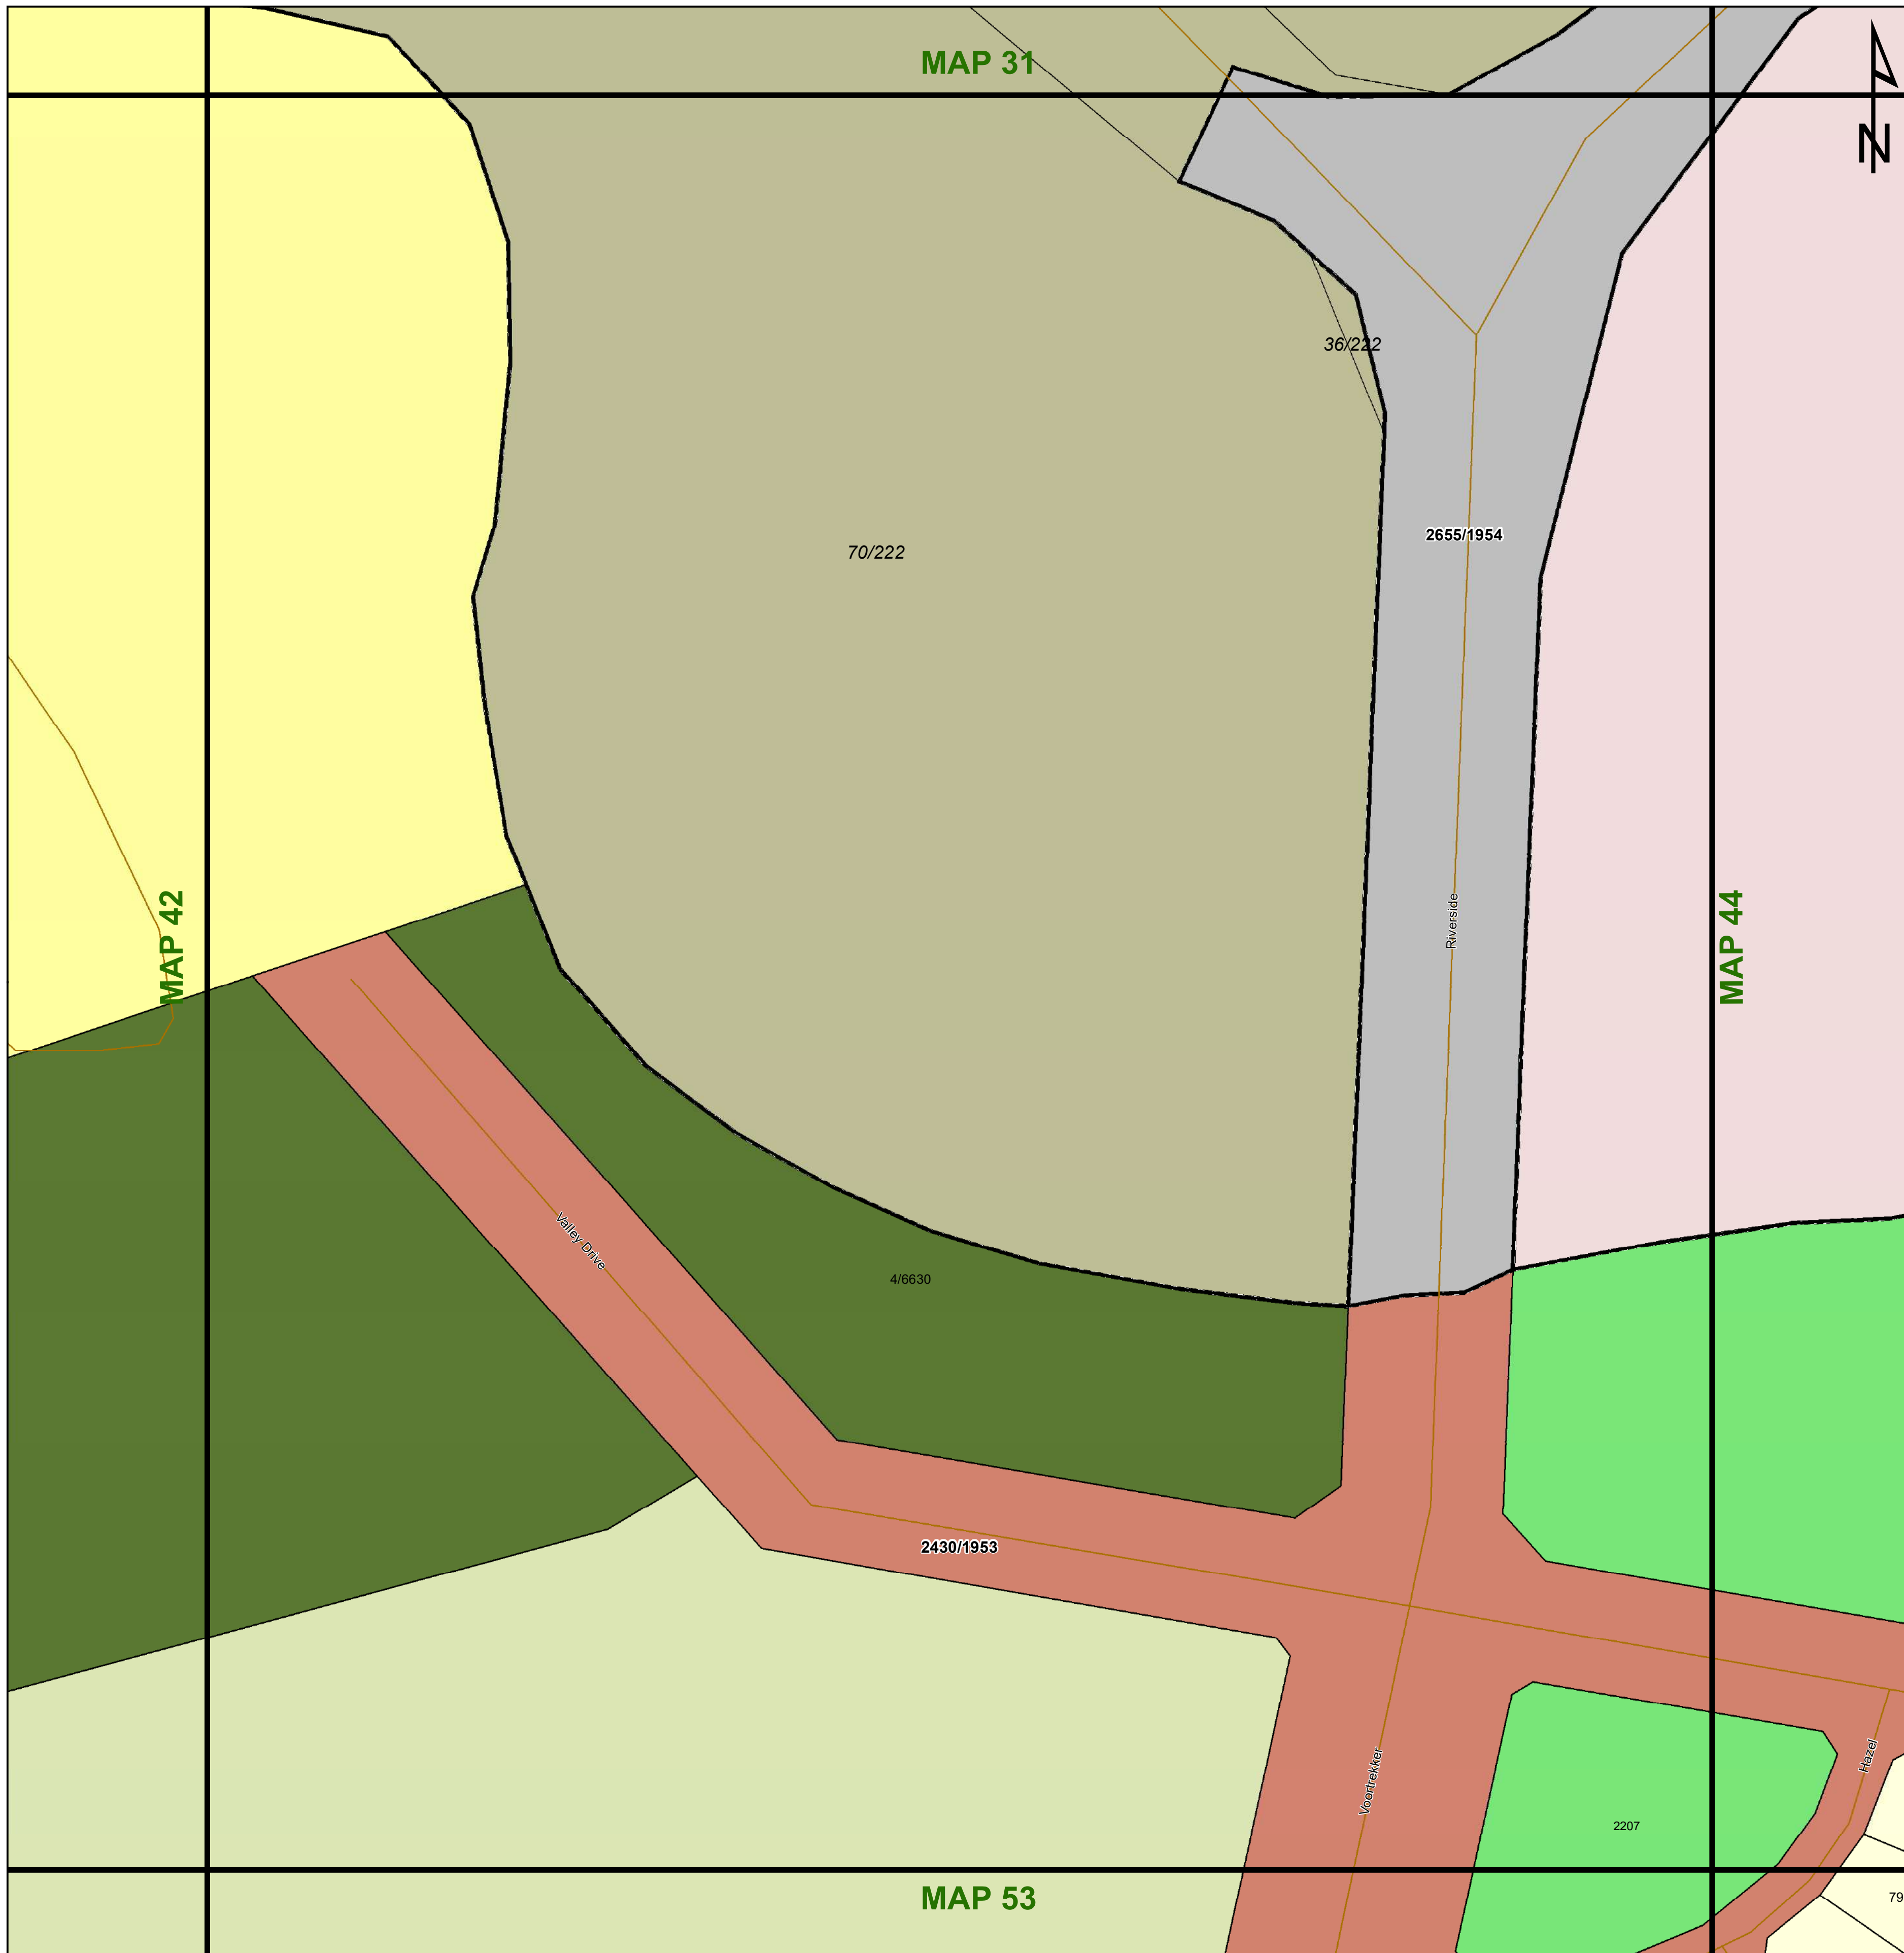 MAP 31
N
36/222
2655/1954
70/222
Riverside
MAP 42
MAP 44
Valley Drive
4/6630
2430/1953
Voortrekker
Hazel
2207
MAP 53
79